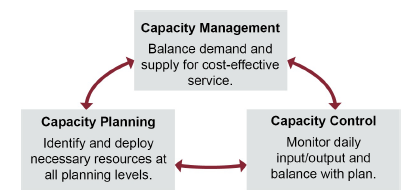 Capacity Management
Balance demand and
supply for cost-effective
service.
Capacity Planning
Identify and deploy
necessary resources at
all planning levels.
Capacity Control
Monitor daily
input/output and
balance with plan.